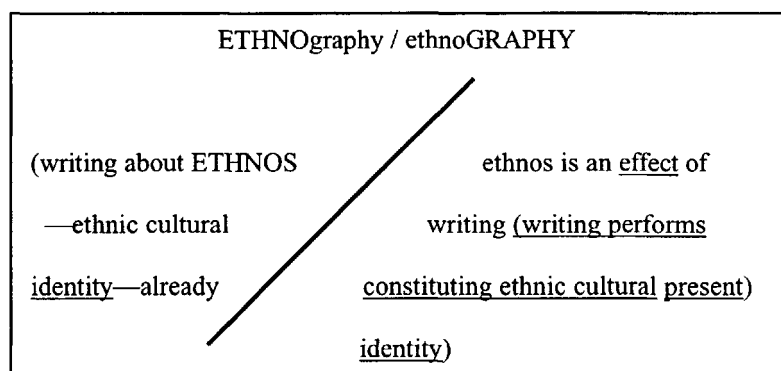 ETHNOgraphy / ethnoGRAPHY
(writing about ETHNOS
—ethnic cultural
identity—already
ethnos is an effect of
writing (writing performs
constituting ethnic cultural present)
identity)